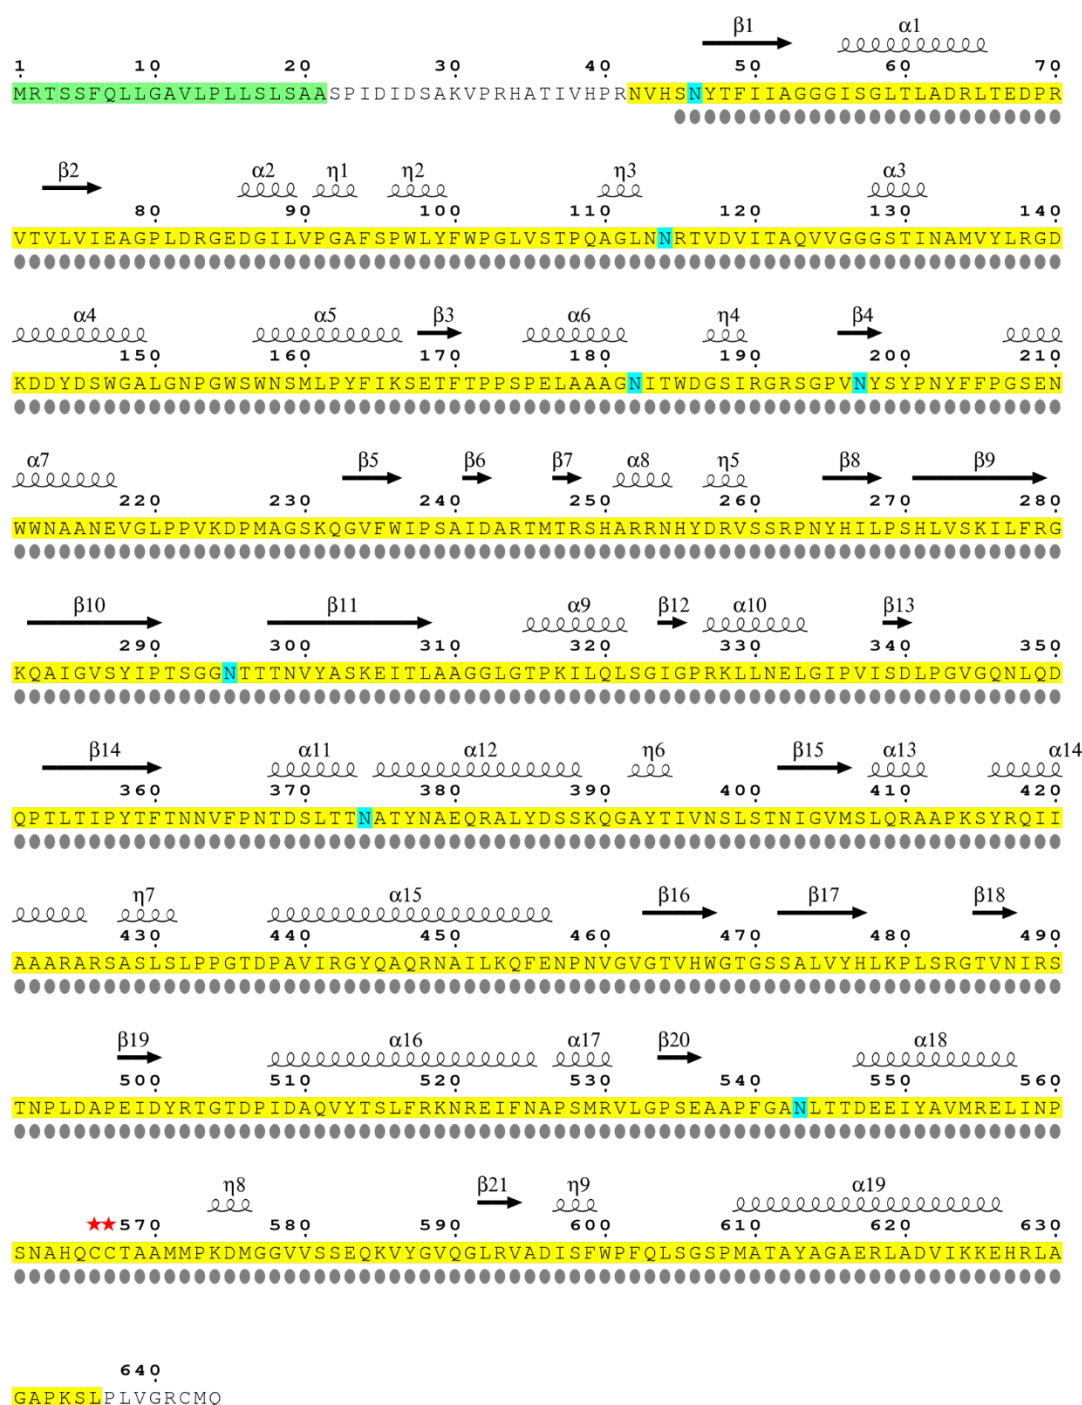 β1 α1
1 10 20 30 40 50 60 70
MRTSSFQLLGAVLPLLSLSAASPIDIDSAKVPRHATIVHPRNVHSNYTFIIAGGGISGLTLADRLTEDPR
β2 α2 η1 η2 η3 α3
80 90 100 110 120 130 140
VTVLVIEAGPLDRGEDGILVPGAFSPWLYFWPGLVSTPQAGLNNRTVDVITAQVVGGGSTINAMVYLRGD
α4 α5 β3 α6 η4 β4
150 160 170 180 190 200 210
KDDYDSWGALGNPGWSWNSMLPYFIKSETFTPPSPELAAAGNITWDGSIRGRSGPVNYSYPNYFFPGSEN
α7 β5 β6 β7 α8 η5 β8 β9
220 230 240 250 260 270 280
WWNAANEVGLPPVKDPMAGSKQGVFWIPSAIDARTMTRSHARRNHYDRVSSRPNYHILPSHLVSKILFRG
β10 β11 α9 β12 α10 β13
290 300 310 320 330 340 350
KQAIGVSYIPTSGGNTTTNVYASKEITLAAGGLGTPKILQLSGIGPRKLLNELGIPVISDLPGVGQNLQD
β14 α11 α12 η6 β15 α13 α14
360 370 380 390 400 410 420
QPTLTIPYTFTNNVFPNTDSLTTNATYNAEQRALYDSSKQGAYTIVNSLSTNIGVMSLQRAAPKSYRQII
η7 α15 β16 β17 β18
430 440 450 460 470 480 490
AAARARSASLSLPPGTDPAVIRGYQAQRNAILKQFENPNVGVGTVHWGTGSSALVYHLKPLSRGTVNIRS
β19 α16 α17 β20 α18
500 510 520 530 540 550 560
TNPLDAPEIDYRTGTDPIDAQVYTSLFRKNREIFNAPSMRVLGPSEAAPFGANLTTDEEIYAVMRELINP
η8 β21 η9 α19
★★570 580 590 600 610 620 630
SNAHQCCTAAMMPKDMGGVVSSEQKVYGVQGLRVADISFWPFQLSGSPMATAYAGAERLADVIKKEHRLA
640
GAPKSLPLVGRCMQ